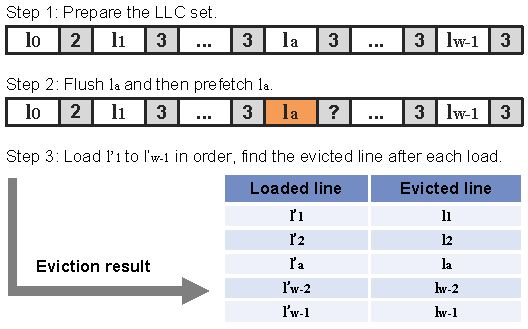 Step 1: Prepare the LLC set.
l0 2 l1 3 ... 3 la 3 ... 3 lw-1 3
Step 2: Flush la and then prefetch la.
l0 2 l1 3 ... 3 la ? ... 3 lw-1 3
Step 3: Load l'1 to l'w-1 in order, find the evicted line after each load.
Loaded line Evicted line
l'1 l1
l'2 l2
l'a la
l'w-2 lw-2
l'w-1 lw-1
Eviction result